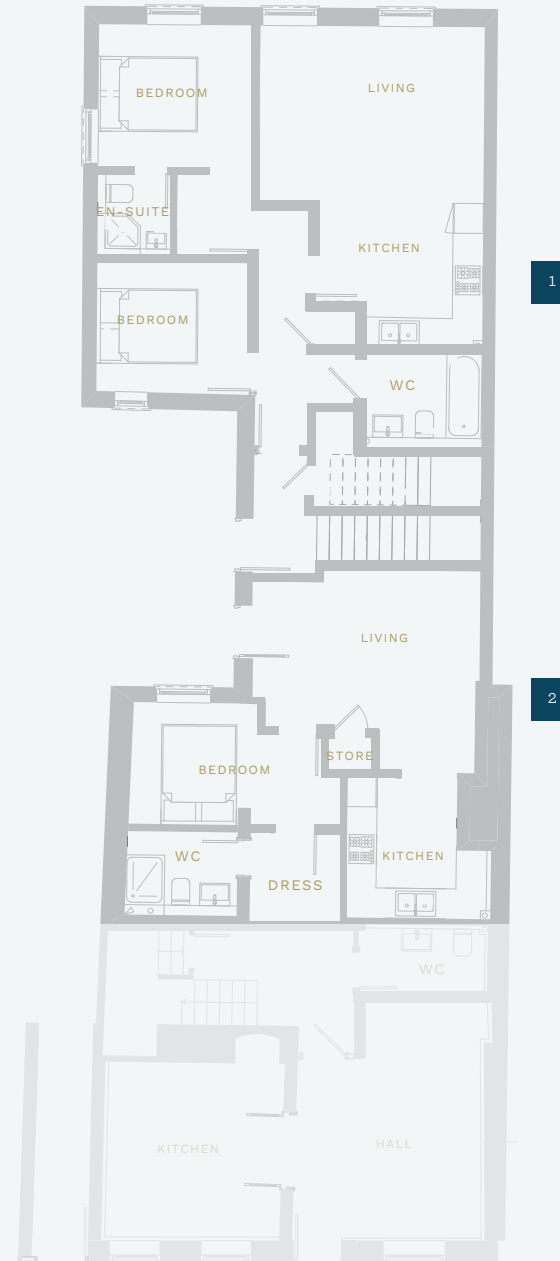 BEDROOM
LIVING
EN-SUITE
KITCHEN
1
BEDROOM
WC
LIVING
2
STORE
BEDROOM
WC
KITCHEN
DRESS
WC
KITCHEN
HALL